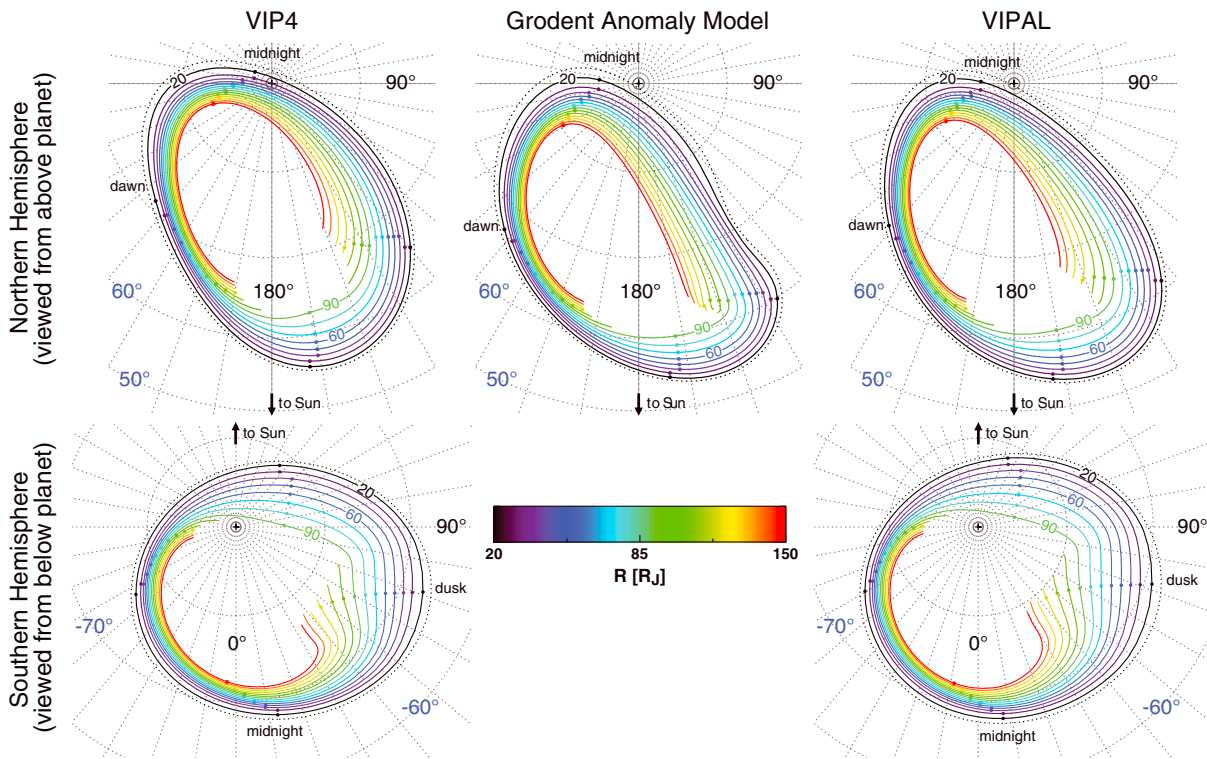 VIP4
Grodent Anomaly Model
VIPAL
Northern Hemisphere
(viewed from above planet)
midnight
20
90°
dawn
60°
180°
90
60
50°
to Sun
midnight
20
90°
dawn
60°
180°
90
60
50°
to Sun
midnight
20
90°
dawn
60°
180°
90
60
50°
to Sun
Southern Hemisphere
(viewed from below planet)
to Sun
20
60
90
90°
dusk
-70°
0°
-60°
midnight
20
85
150
R [RJ]
to Sun
20
60
90
90°
dusk
-70°
0°
-60°
midnight